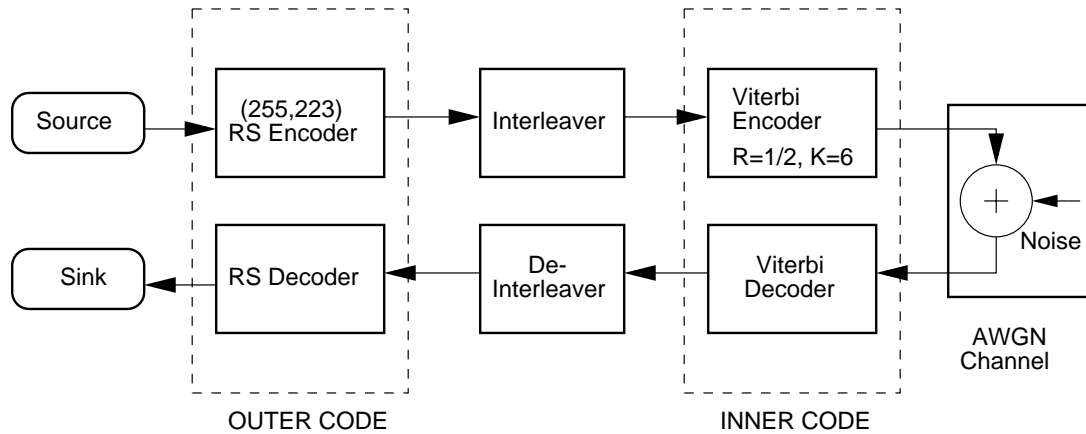 Source
(255,223)
RS Encoder
Interleaver
Viterbi
Encoder
R=1/2, K=6
+
Noise
Sink
RS Decoder
De-
Interleaver
Viterbi
Decoder
AWGN
Channel
OUTER CODE
INNER CODE